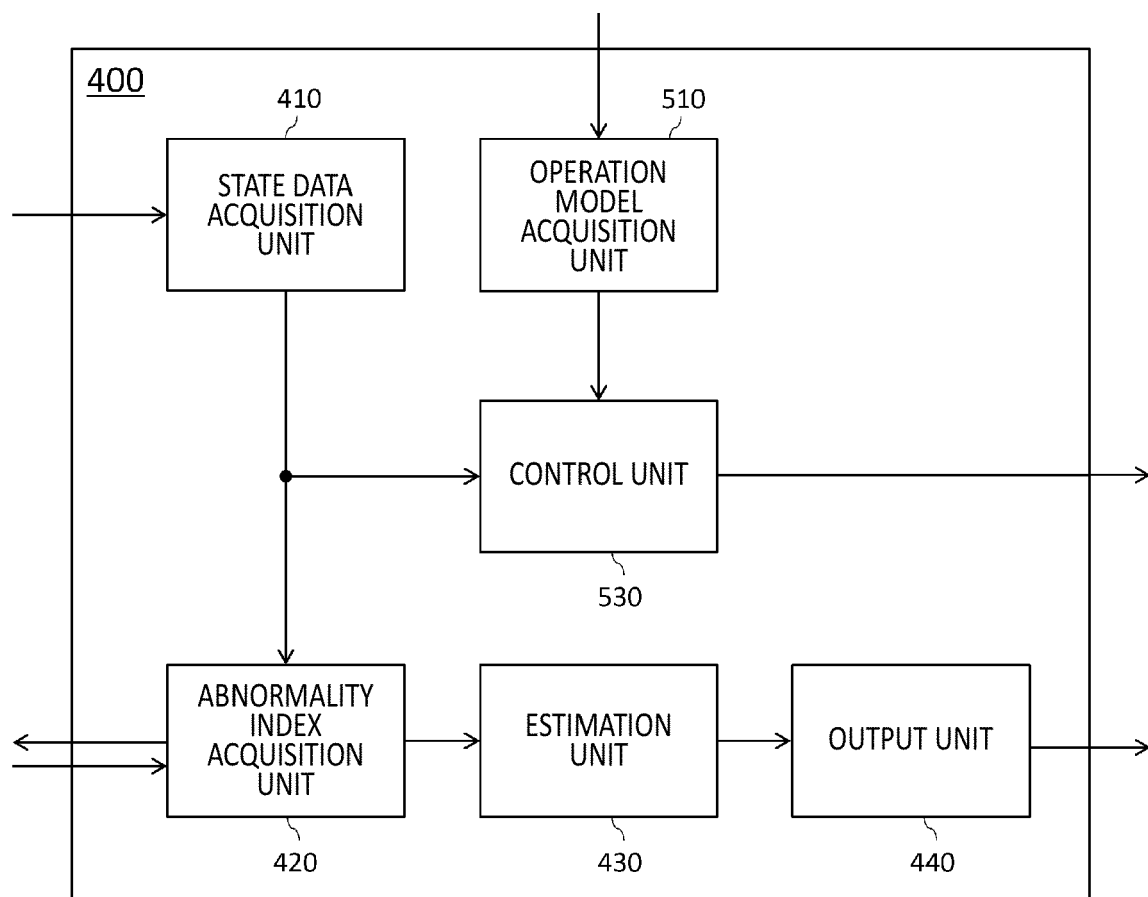 400
410
STATE DATA
ACQUISITION
UNIT
510
OPERATION
MODEL
ACQUISITION
UNIT
CONTROL UNIT
530
ABNORMALITY
INDEX
ACQUISITION
UNIT
420
ESTIMATION
UNIT
430
OUTPUT UNIT
440